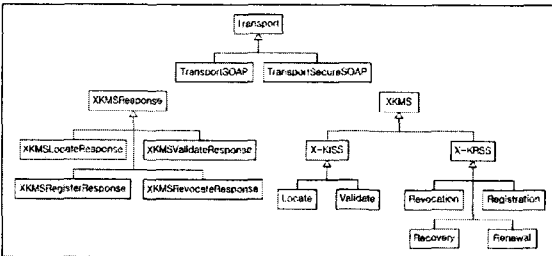 Transport
TransportSOAP TransportSecureSOAP
XKMSResponse XKMS
XKMSLocateResponse XKMSValidateResponse X-KISS X-KRSS
XKMSRegisterResponse XKMSRevocateResponse Locate Validate Revocation Registration
Recovery Renewal